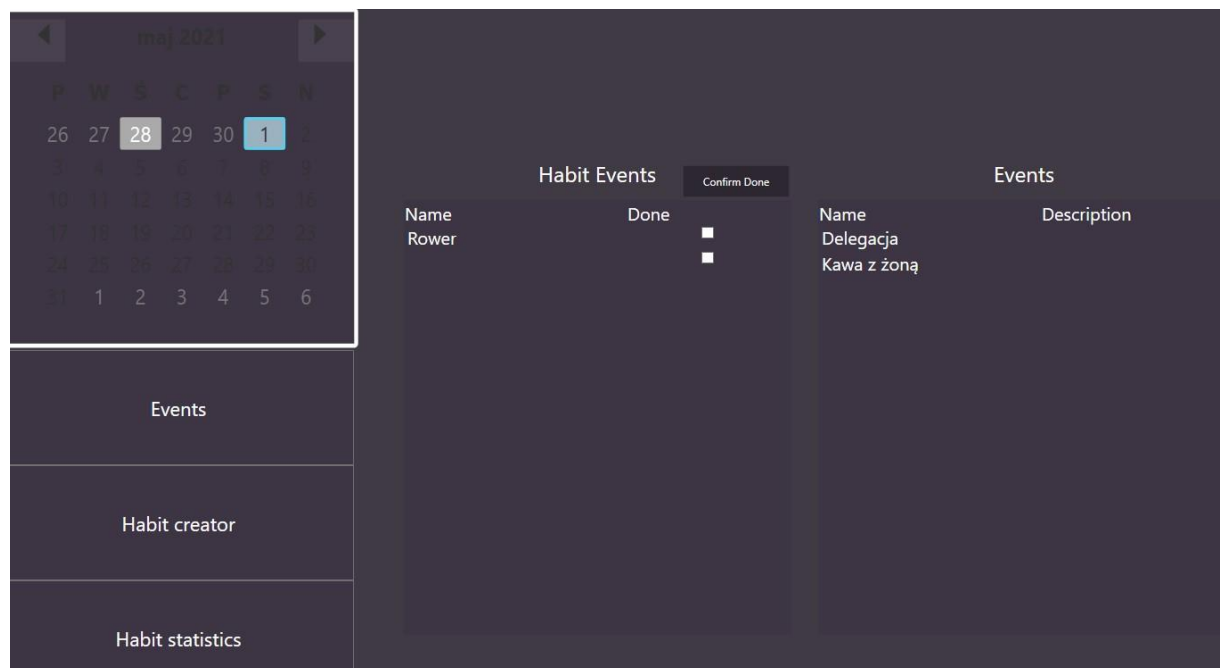 maj 2021
P W Ś C P S N
26 27 28 29 30 1 2
3 4 5 6 7 8 9
10 11 12 13 14 15 16
17 18 19 20 21 22 23
24 25 26 27 28 29 30
31 1 2 3 4 5 6
Events
Habit creator
Habit statistics
Habit Events Confirm Done
Name Done
Rower
Events
Name Description
Delegacja
Kawa z żoną